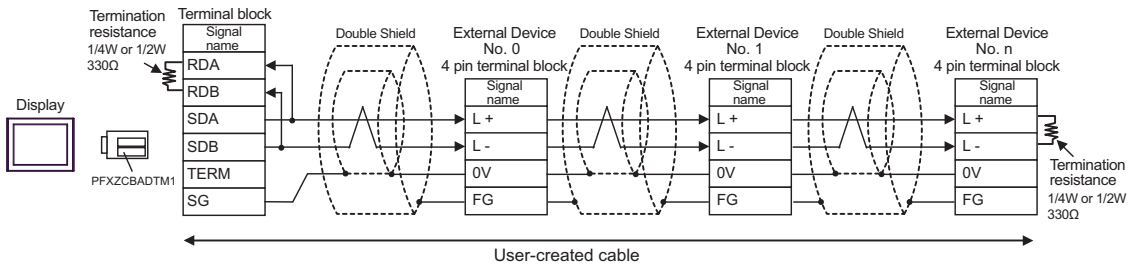 Termination
resistance
1/4W or 1/2W
330Ω
Terminal block
Signal
name
RDA
RDB
SDA
SDB
TERM
SG
Display
PFXZCBADTM1
Double Shield
External Device
No. 0
4 pin terminal block
Signal
name
L +
L -
0V
FG
Double Shield
External Device
No. 1
4 pin terminal block
Signal
name
L +
L -
0V
FG
Double Shield
External Device
No. n
4 pin terminal block
Signal
name
L +
L -
0V
FG
Termination
resistance
1/4W or 1/2W
330Ω
User-created cable